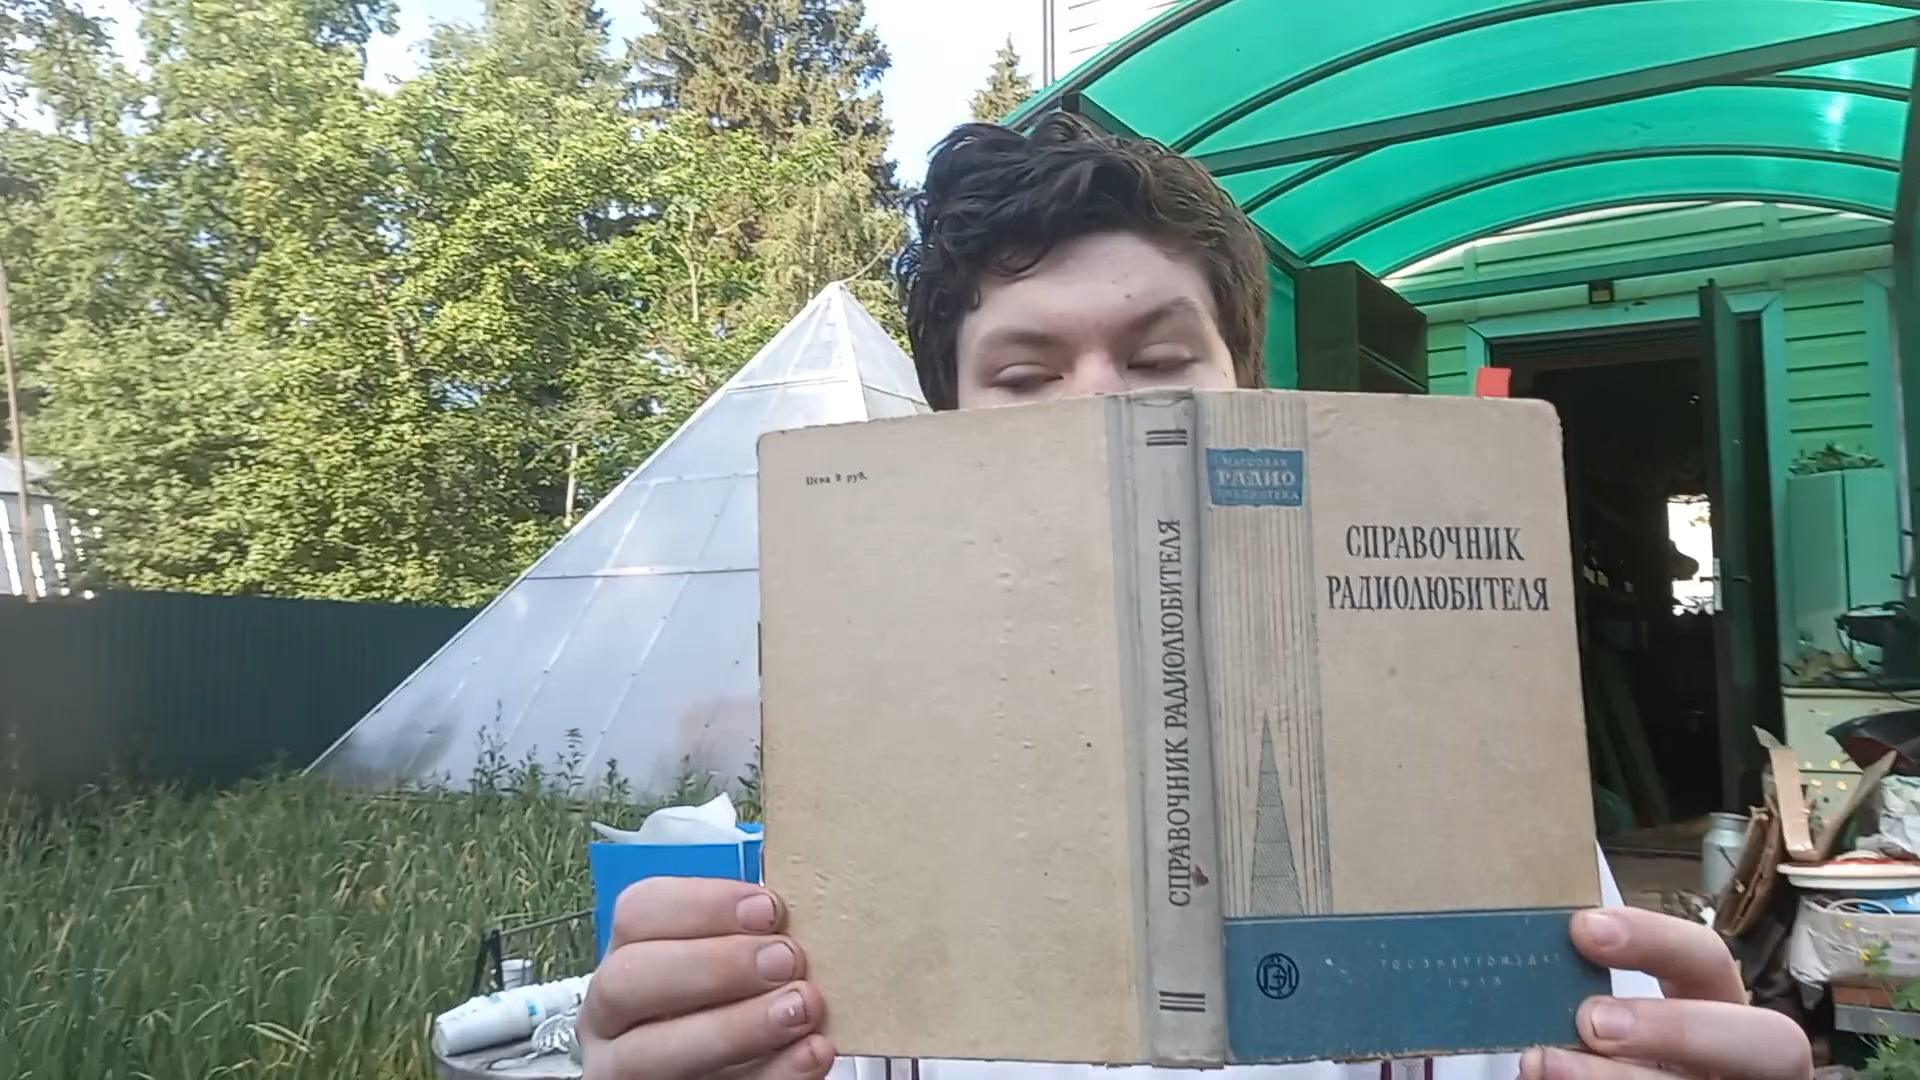 Цена 9 руб.
СПРАВОЧНИК РАДИОЛЮБИТЕЛЯ
МАССОВАЯ
РАДИО
БИБЛИОТЕКА
СПРАВОЧНИК
РАДИОЛЮБИТЕЛЯ
ГОСЭНЕРГОИЗДАТ